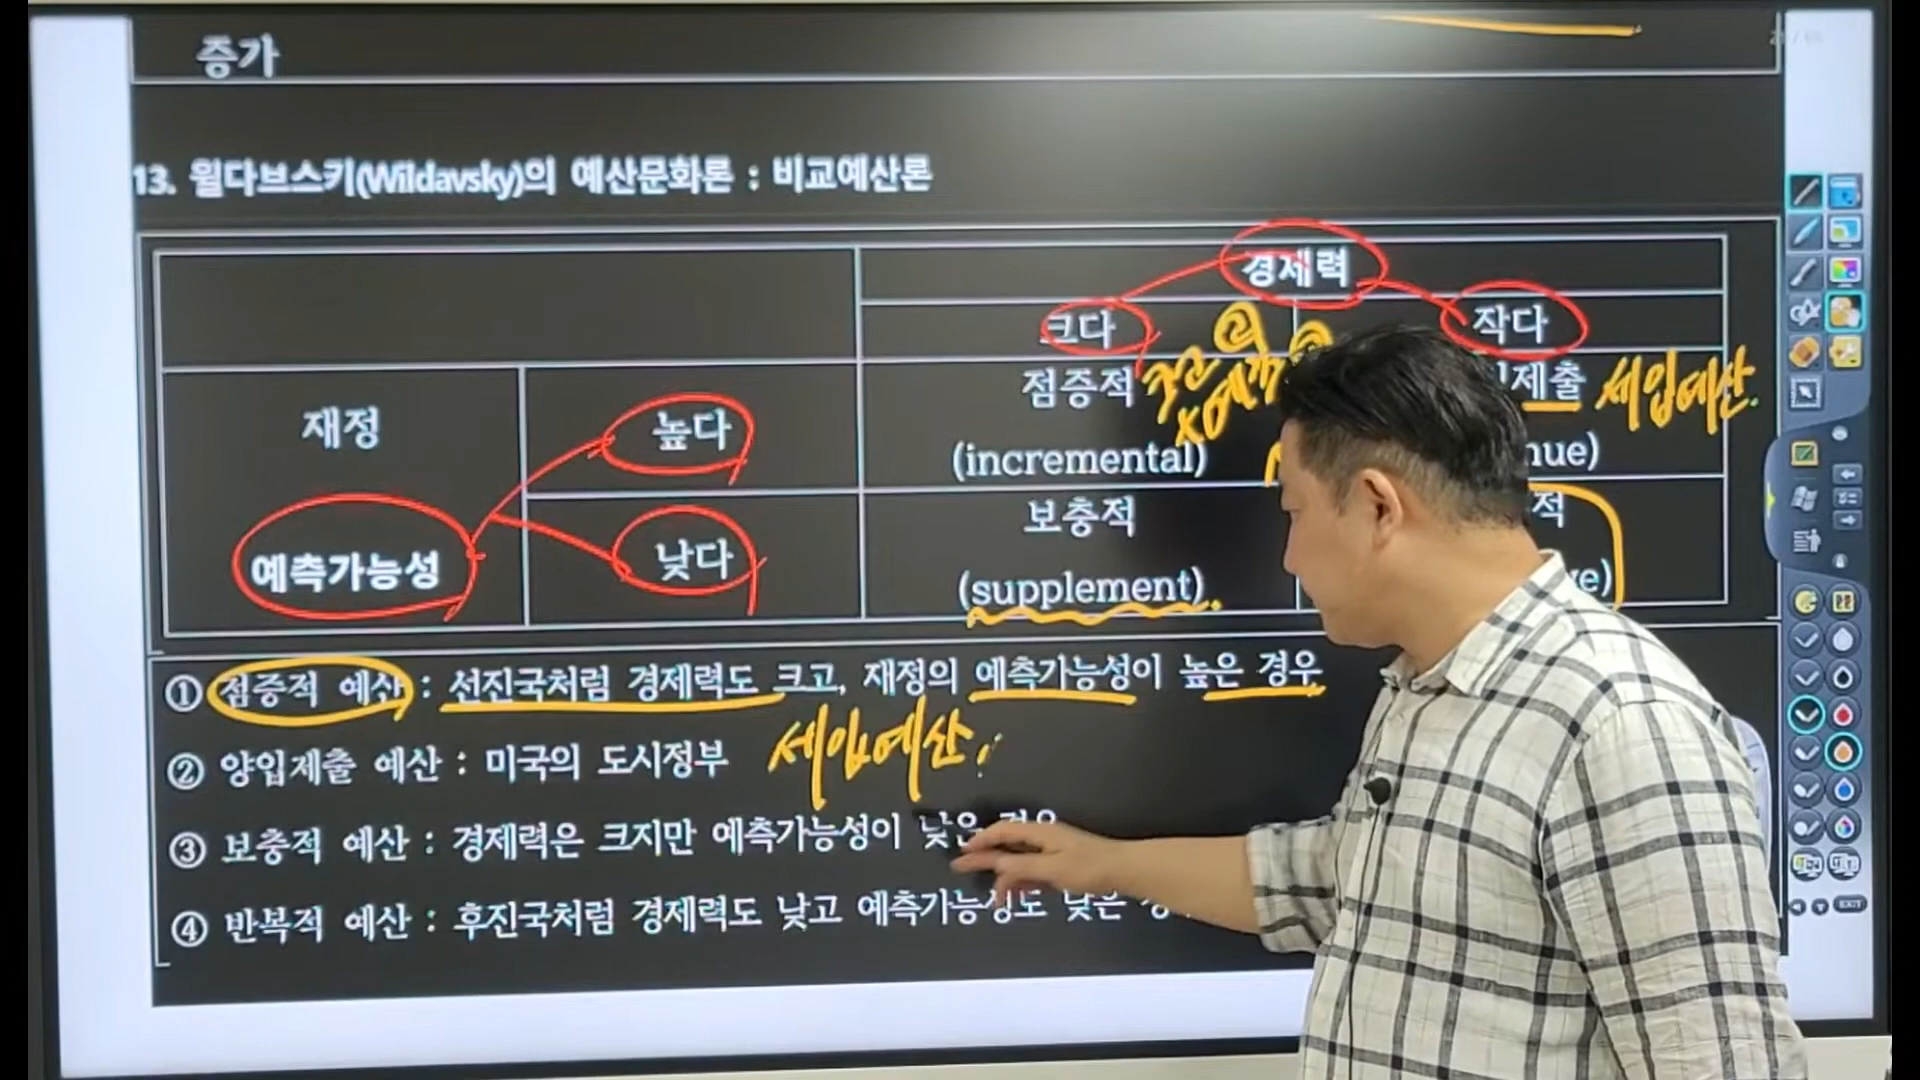 증가
13. 윌다브스키(Wildavsky)의 예산문화론 : 비교예산론
경제력
크다
작다
재정
예측가능성
높다
점증적
(incremental)
제출
세입예산.
nue)
낮다
보충적
(supplement)
적
ve)
① 점증적 예산 : 선진국처럼 경제력도 크고, 재정의 예측가능성이 높은 경우
② 양입제출 예산 : 미국의 도시정부 세입예산.
③ 보충적 예산 : 경제력은 크지만 예측가능성이 낮은 경우
④ 반복적 예산 : 후진국처럼 경제력도 낮고 예측가능성도 낮은
EXIT